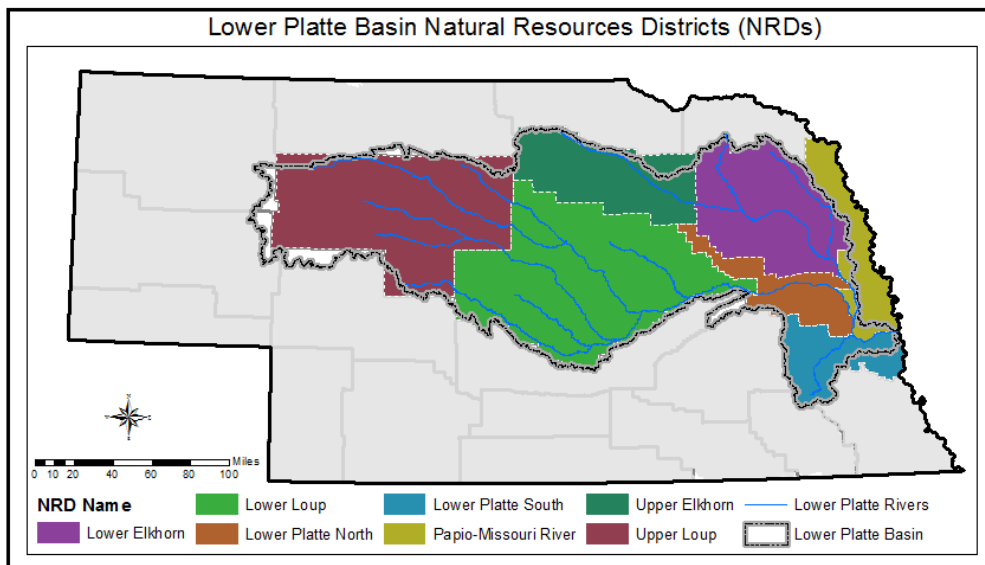 Lower Platte Basin Natural Resources Districts (NRDs)
Miles
0 10 20 40 60 80 100
NRD Name
Lower Loup
Lower Platte South
Upper Elkhorn
Lower Platte Rivers
Lower Elkhorn
Lower Platte North
Papio-Missouri River
Upper Loup
Lower Platte Basin